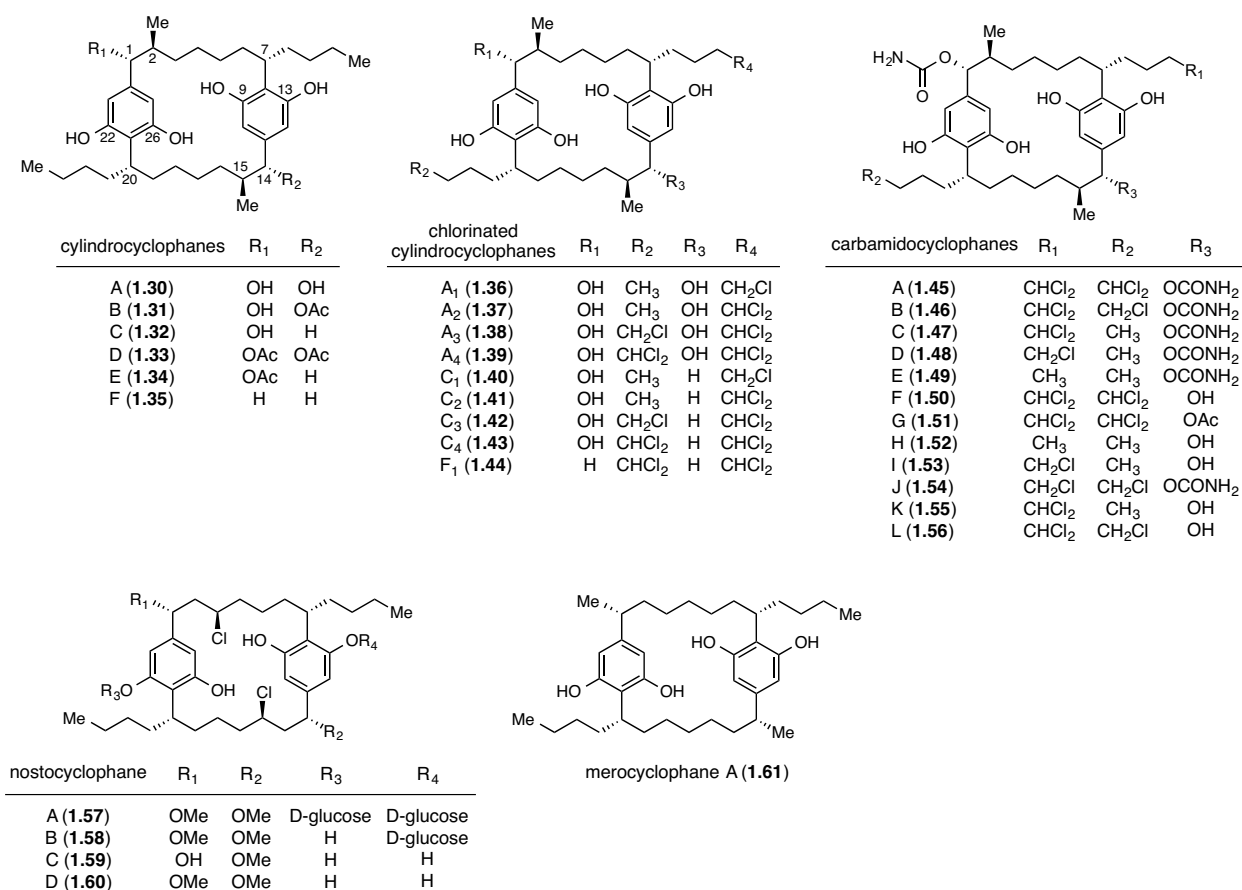 Me
R1
1
2
7
Me
HO
9
13
OH
HO
22
26
OH
Me
20
15
14
R2
Me
cylindrocyclophanes R1 R2
A (1.30) OH OH
B (1.31) OH OAc
C (1.32) OH H
D (1.33) OAc OAc
E (1.34) OAc H
F (1.35) H H
Me
R1
R4
HO
OH
HO
OH
R2
R3
Me
chlorinated
cylindrocyclophanes R1 R2 R3 R4
A1 (1.36) OH CH3 OH CH2Cl
A2 (1.37) OH CH3 OH CHCl2
A3 (1.38) OH CH2Cl OH CHCl2
A4 (1.39) OH CHCl2 OH CHCl2
C1 (1.40) OH CH3 H CH2Cl
C2 (1.41) OH CH3 H CHCl2
C3 (1.42) OH CH2Cl H CHCl2
C4 (1.43) OH CHCl2 H CHCl2
F1 (1.44) H CHCl2 H CHCl2
Me
H2N
O
O
R1
HO
OH
HO
OH
R2
R3
Me
carbamidocyclophanes R1 R2 R3
A (1.45) CHCl2 CHCl2 OCONH2
B (1.46) CHCl2 CH2Cl OCONH2
C (1.47) CHCl2 CH3 OCONH2
D (1.48) CH2Cl CH3 OCONH2
E (1.49) CH3 CH3 OCONH2
F (1.50) CHCl2 CHCl2 OH
G (1.51) CHCl2 CHCl2 OAc
H (1.52) CH3 CH3 OH
I (1.53) CH2Cl CH3 OH
J (1.54) CH2Cl CH2Cl OCONH2
K (1.55) CHCl2 CH3 OH
L (1.56) CHCl2 CH2Cl OH
R1
Me
Cl
HO
OR4
R3O
OH
Cl
Me
R2
nostocyclophane R1 R2 R3 R4
A (1.57) OMe OMe D-glucose D-glucose
B (1.58) OMe OMe H D-glucose
C (1.59) OH OMe H H
D (1.60) OMe OMe H H
Me
Me
HO
OH
HO
OH
Me
Me
merocyclophane A (1.61)